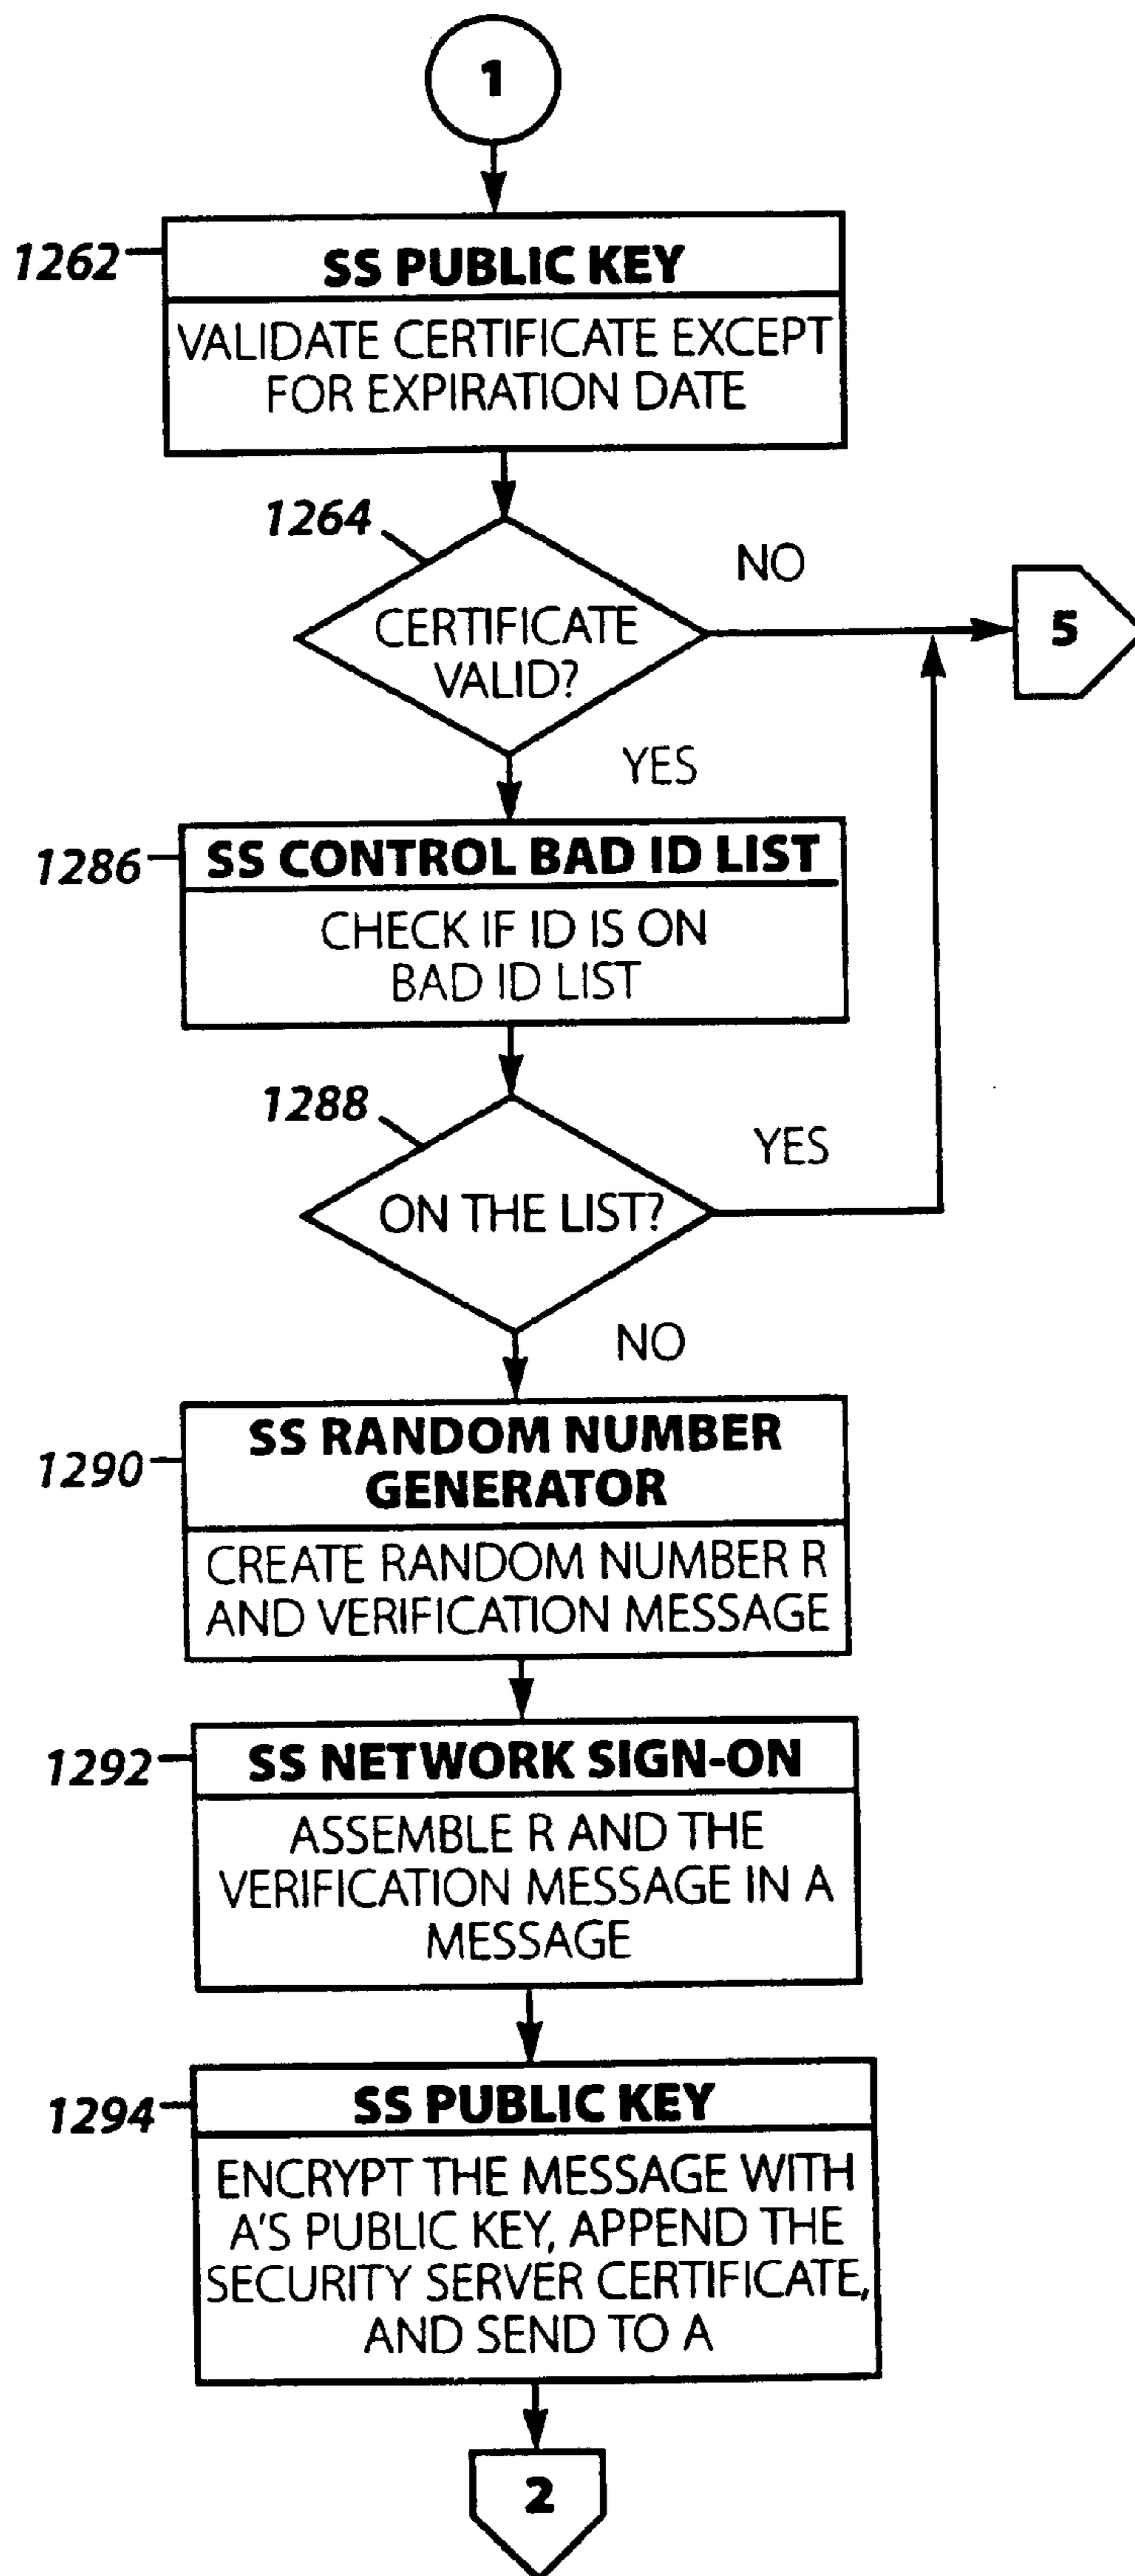 1
1262
SS PUBLIC KEY
VALIDATE CERTIFICATE EXCEPT
FOR EXPIRATION DATE
1264
NO
CERTIFICATE
VALID?
5
YES
1286
SS CONTROL BAD ID LIST
CHECK IF ID IS ON
BAD ID LIST
1288
YES
ON THE LIST?
NO
1290
SS RANDOM NUMBER
GENERATOR
CREATE RANDOM NUMBER R
AND VERIFICATION MESSAGE
1292
SS NETWORK SIGN-ON
ASSEMBLE R AND THE
VERIFICATION MESSAGE IN A
MESSAGE
1294
SS PUBLIC KEY
ENCRYPT THE MESSAGE WITH
A'S PUBLIC KEY, APPEND THE
SECURITY SERVER CERTIFICATE,
AND SEND TO A
2